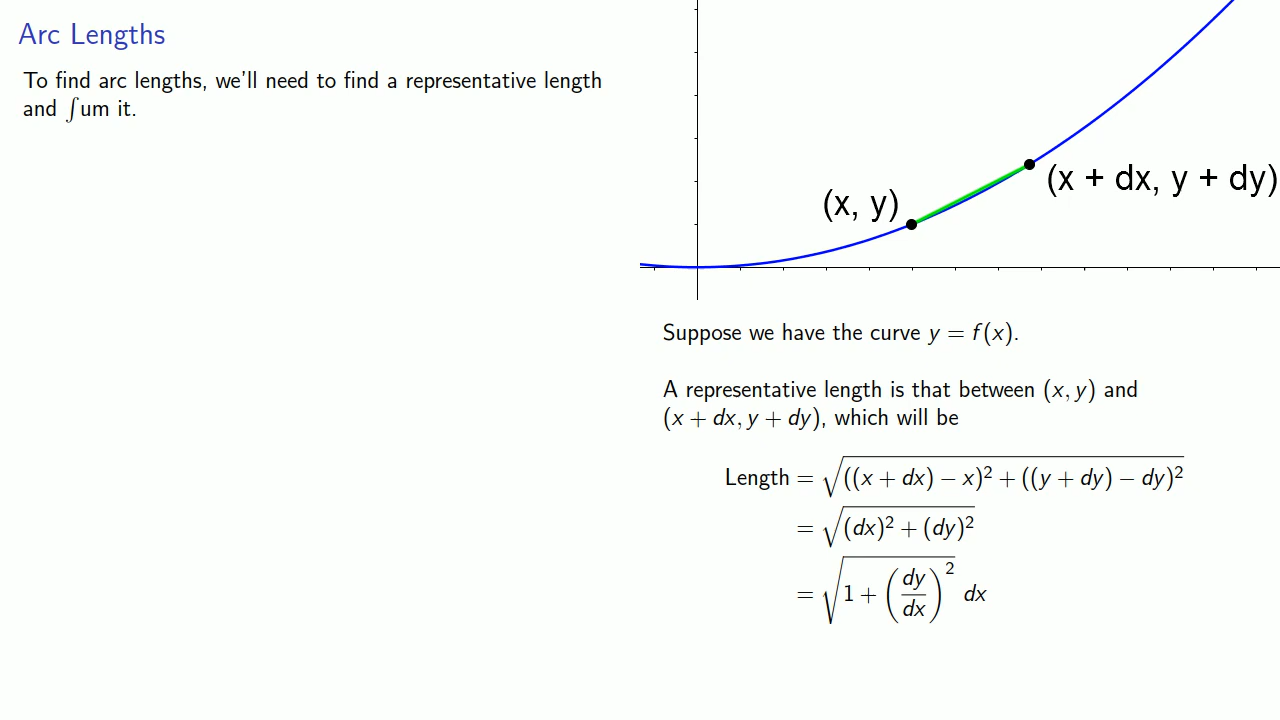 Arc Lengths
To find arc lengths, we'll need to find a representative length
and ∫um it.
(x, y)
(x + dx, y + dy)
Suppose we have the curve y = f(x).
A representative length is that between (x, y) and
(x + dx, y + dy), which will be
Length = √((x + dx) − x)² + ((y + dy) − dy)²
= √(dx)² + (dy)²
= √1 + (dy/dx)² dx